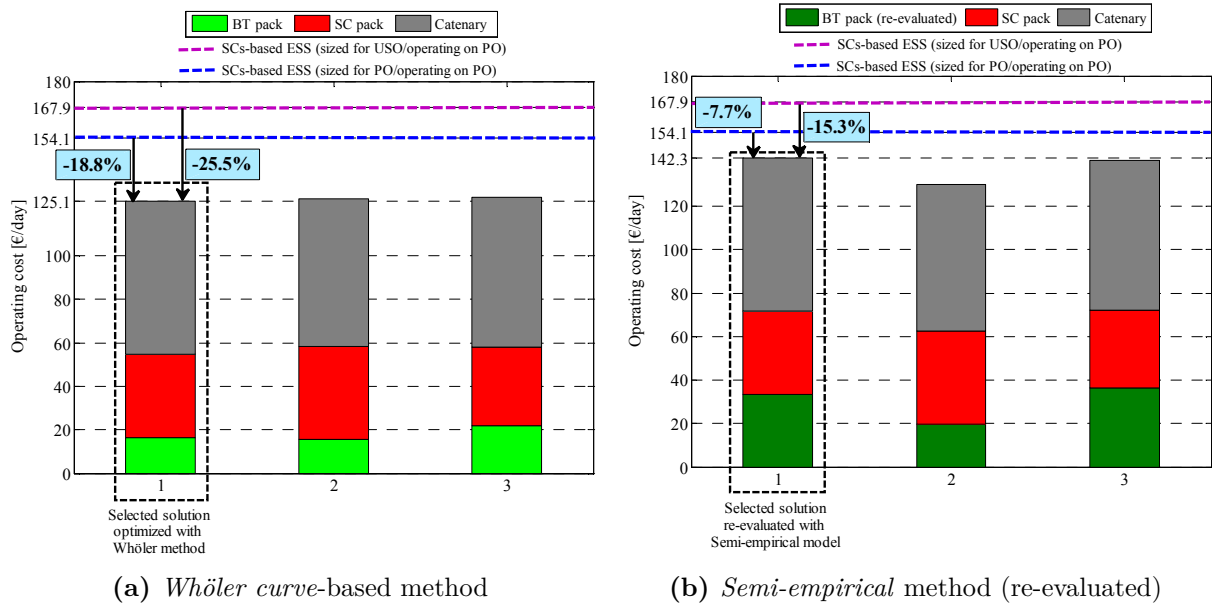 BT pack SC pack Catenary
SCs-based ESS (sized for USO/operating on PO)
SCs-based ESS (sized for PO/operating on PO)
180
167.9
154.1
125.1
100
80
60
40
20
0
Operating cost [€/day]
-18.8%
-25.5%
1 2 3
Selected solution
optimized with
Whöler method
(a) Whöler curve-based method
BT pack (re-evaluated) SC pack Catenary
SCs-based ESS (sized for USO/operating on PO)
SCs-based ESS (sized for PO/operating on PO)
180
167.9
154.1
142.3
120
100
80
60
40
20
0
Operating cost [€/day]
-7.7%
-15.3%
1 2 3
Selected solution
re-evaluated with
Semi-empirical model
(b) Semi-empirical method (re-evaluated)